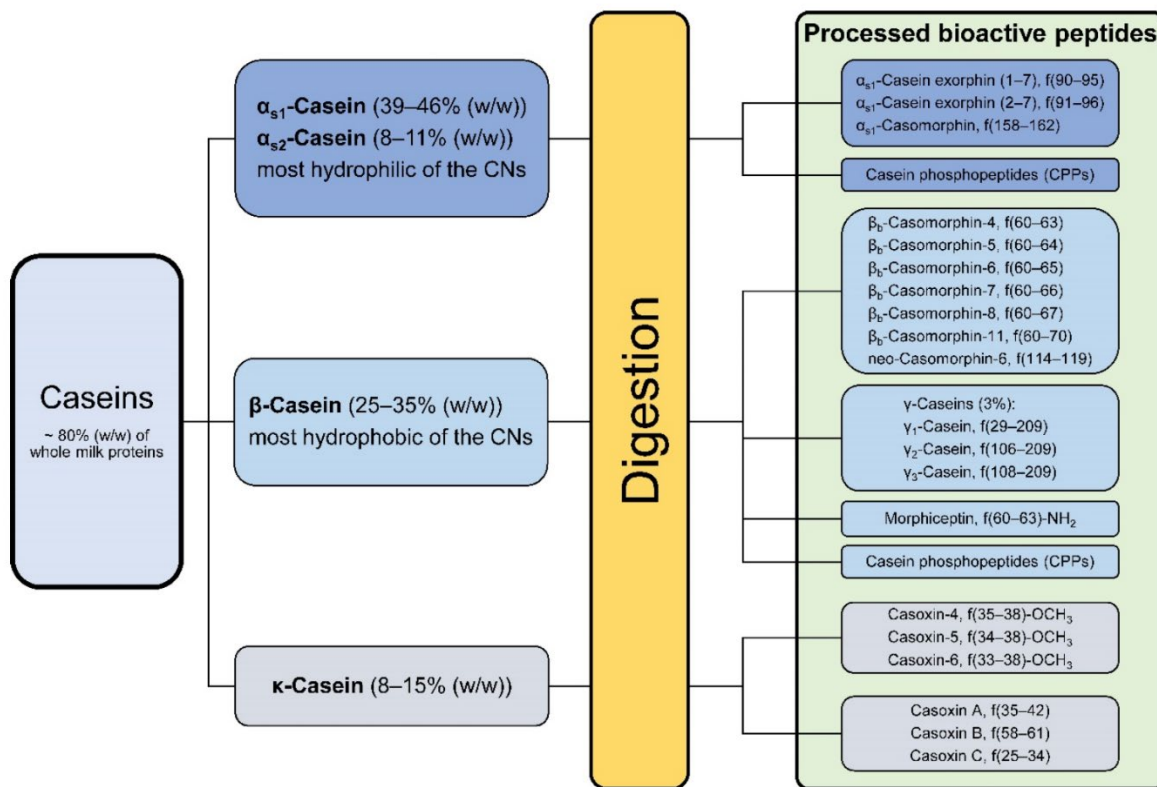 Caseins
~ 80% (w/w) of
whole milk proteins
αs1-Casein (39–46% (w/w))
αs2-Casein (8–11% (w/w))
most hydrophilic of the CNs
β-Casein (25–35% (w/w))
most hydrophobic of the CNs
κ-Casein (8–15% (w/w))
Digestion
Processed bioactive peptides
αs1-Casein exorphin (1–7), f(90–95)
αs1-Casein exorphin (2–7), f(91–96)
αs1-Casomorphin, f(158–162)
Casein phosphopeptides (CPPs)
βb-Casomorphin-4, f(60–63)
βb-Casomorphin-5, f(60–64)
βb-Casomorphin-6, f(60–65)
βb-Casomorphin-7, f(60–66)
βb-Casomorphin-8, f(60–67)
βb-Casomorphin-11, f(60–70)
neo-Casomorphin-6, f(114–119)
γ-Caseins (3%):
γ1-Casein, f(29–209)
γ2-Casein, f(106–209)
γ3-Casein, f(108–209)
Morphiceptin, f(60–63)-NH2
Casein phosphopeptides (CPPs)
Casoxin-4, f(35–38)-OCH3
Casoxin-5, f(34–38)-OCH3
Casoxin-6, f(33–38)-OCH3
Casoxin A, f(35–42)
Casoxin B, f(58–61)
Casoxin C, f(25–34)